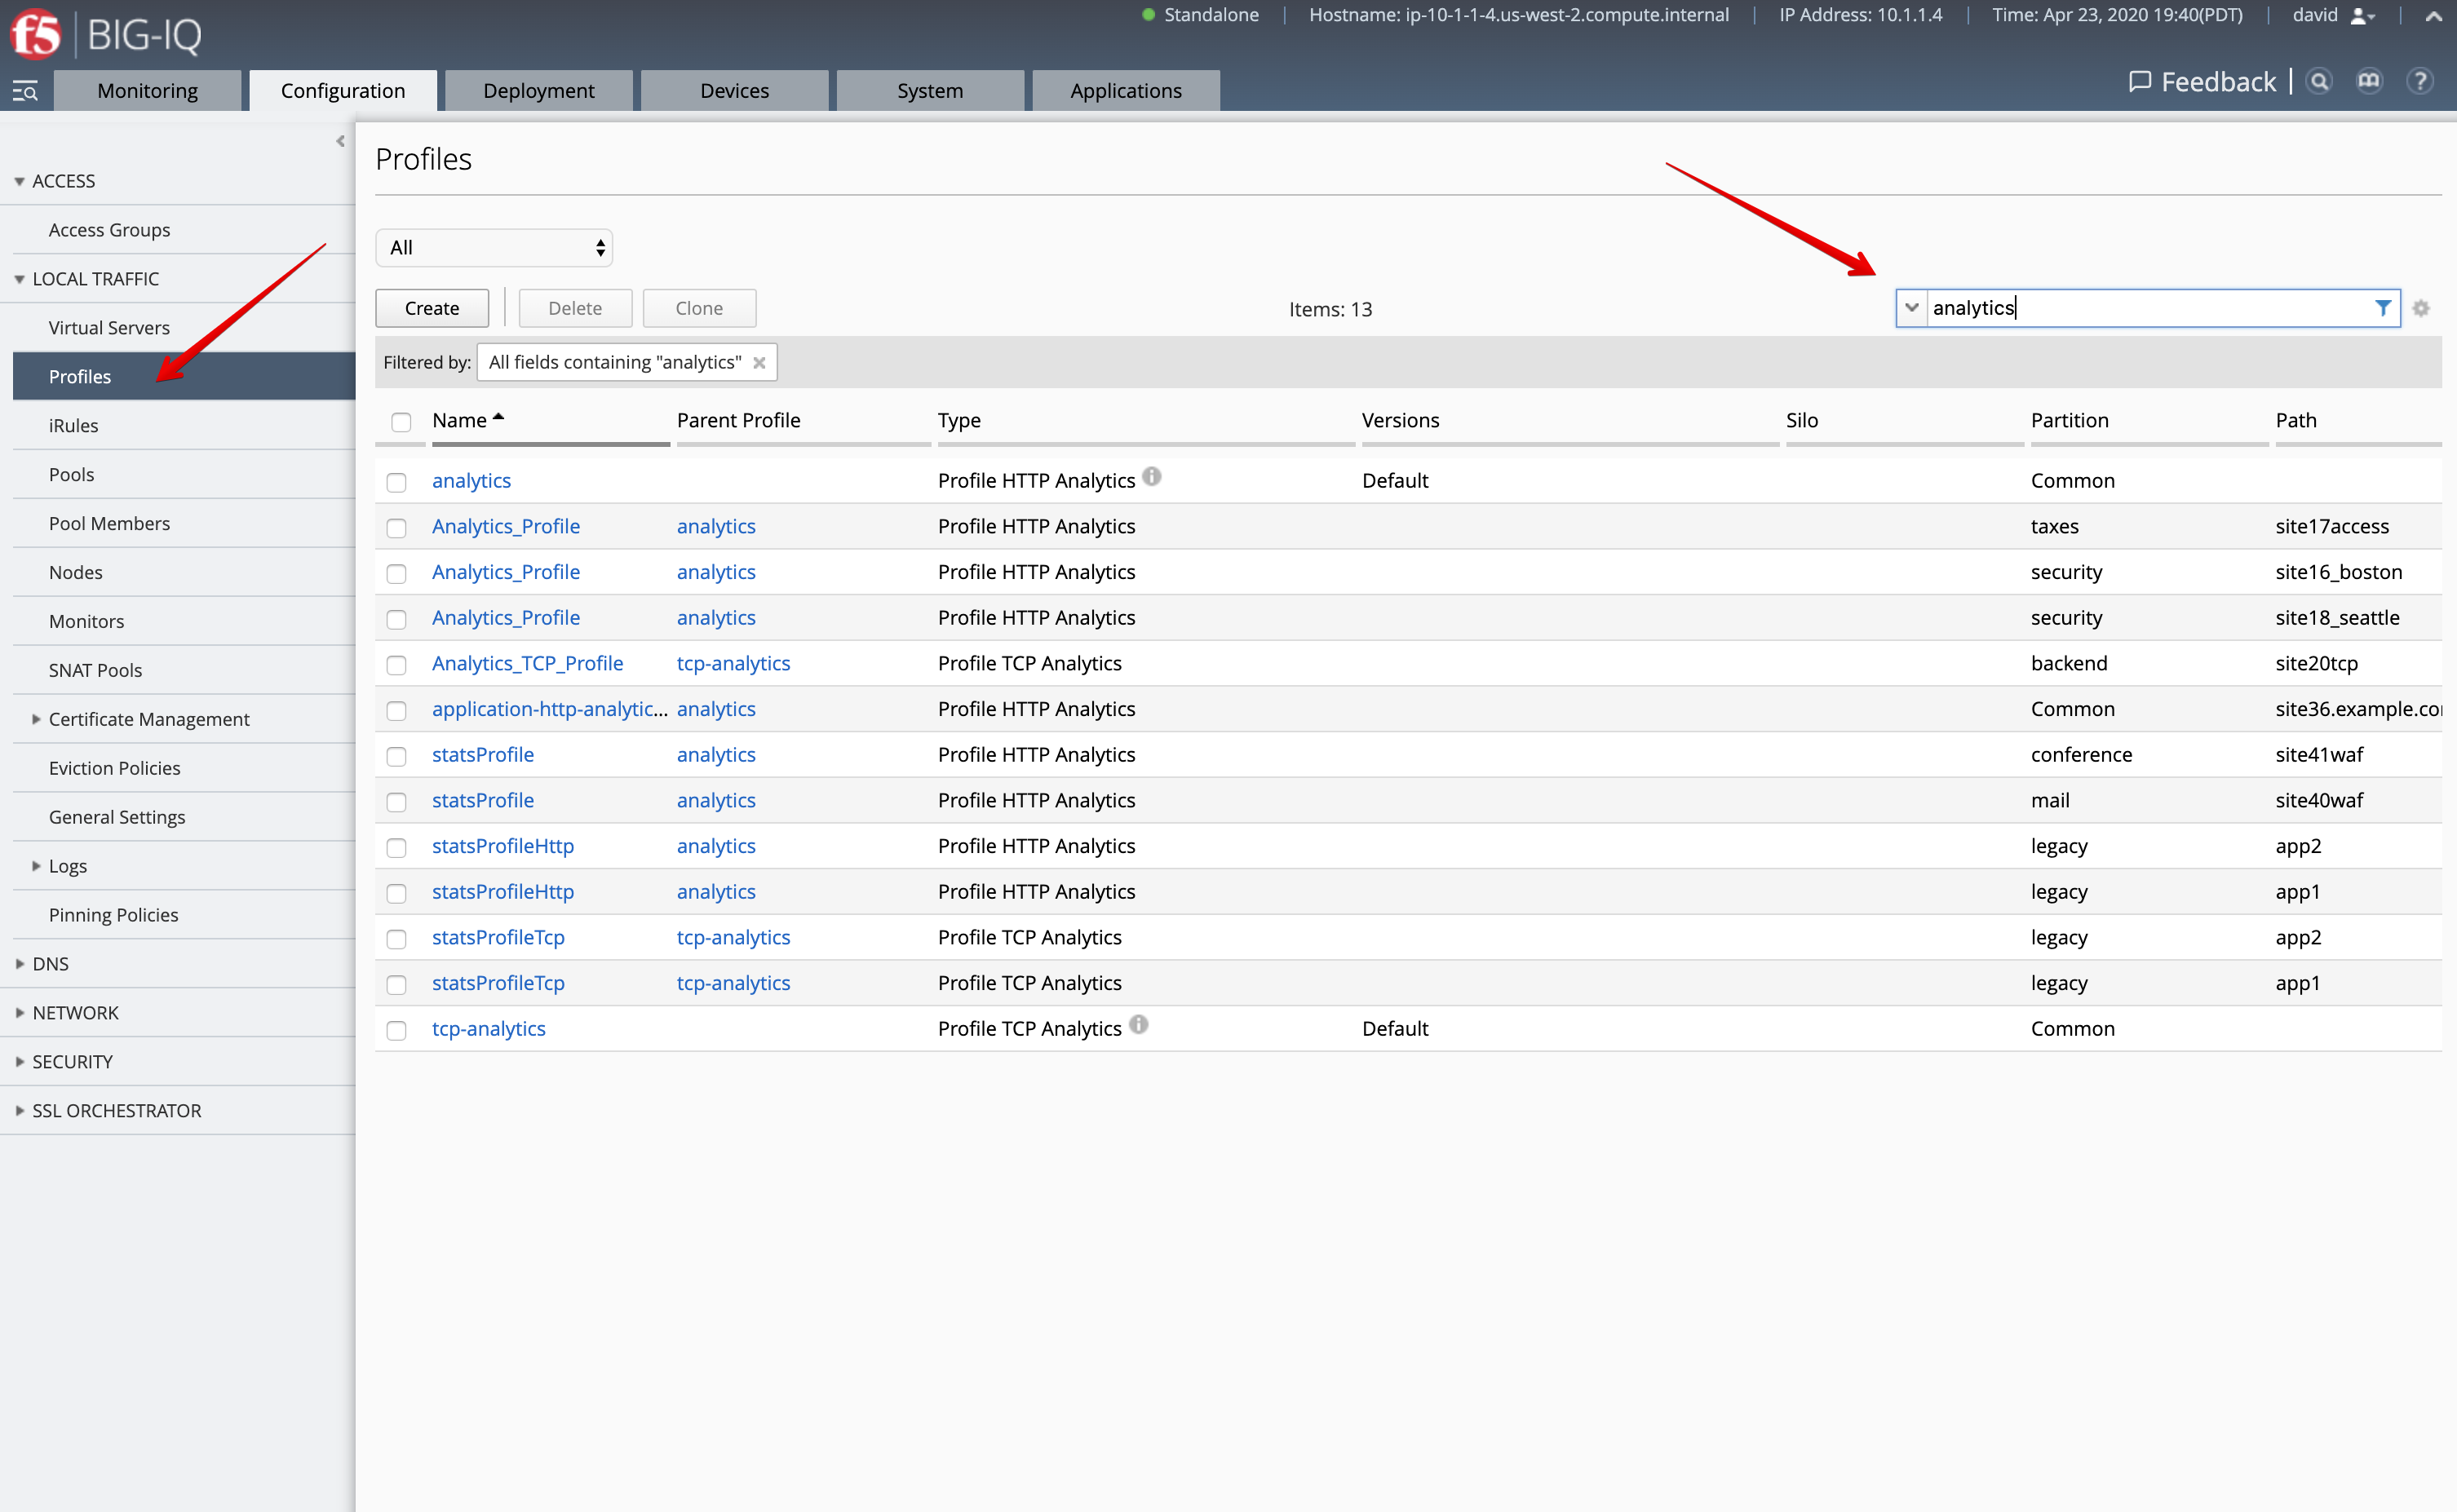 Standalone | Hostname: ip-10-1-1-4.us-west-2.compute.internal | IP Address: 10.1.1.4 | Time: Apr 23, 2020 19:40(PDT) | david
f5 | BIG-IQ
Monitoring Configuration Deployment Devices System Applications Feedback | ?
ACCESS
Access Groups
LOCAL TRAFFIC
Virtual Servers
Profiles
iRules
Pools
Pool Members
Nodes
Monitors
SNAT Pools
Certificate Management
Eviction Policies
General Settings
Logs
Pinning Policies
DNS
NETWORK
SECURITY
SSL ORCHESTRATOR
Profiles
All
Create Delete Clone Items: 13 analytics
Filtered by: All fields containing "analytics"
Name Parent Profile Type Versions Silo Partition Path
analytics Profile HTTP Analytics Default Common
Analytics_Profile analytics Profile HTTP Analytics taxes site17access
Analytics_Profile analytics Profile HTTP Analytics security site16_boston
Analytics_Profile analytics Profile HTTP Analytics security site18_seattle
Analytics_TCP_Profile tcp-analytics Profile TCP Analytics backend site20tcp
application-http-analytic... analytics Profile HTTP Analytics Common site36.example.co
statsProfile analytics Profile HTTP Analytics conference site41waf
statsProfile analytics Profile HTTP Analytics mail site40waf
statsProfileHttp analytics Profile HTTP Analytics legacy app2
statsProfileHttp analytics Profile HTTP Analytics legacy app1
statsProfileTcp tcp-analytics Profile TCP Analytics legacy app2
statsProfileTcp tcp-analytics Profile TCP Analytics legacy app1
tcp-analytics Profile TCP Analytics Default Common